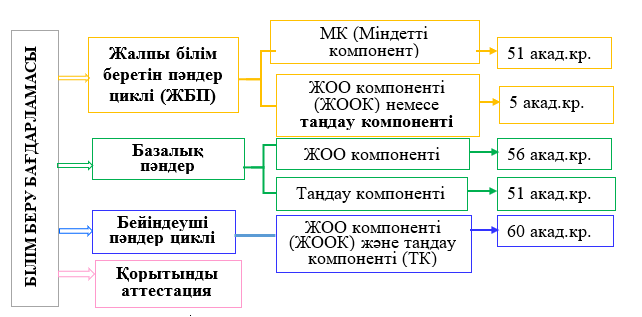 БІЛІМ БЕРУ БАҒДАРЛАМАСЫ
Жалпы білім
беретін пәндер
циклі (ЖБП)
МК (Міндетті
компонент)
51 акад.кр.
ЖОО компоненті
(ЖООК) немесе
таңдау компоненті
5 акад.кр.
Базалық
пәндер
ЖОО компоненті
56 акад.кр.
Таңдау компоненті
51 акад.кр.
Бейіндеуші
пәндер циклі
ЖОО компоненті
(ЖООК) және таңдау
компоненті (ТК)
60 акад.кр.
Қорытынды
аттестация